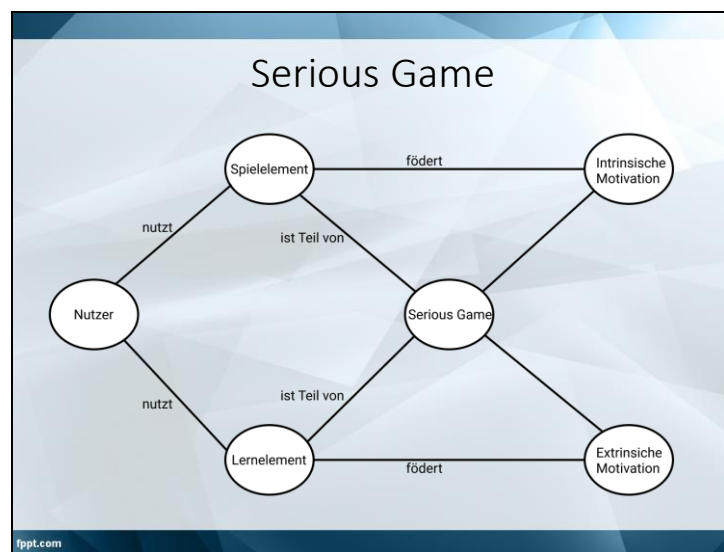 Serious Game
Spielelement
födert
Intrinsische
Motivation
nutzt
ist Teil von
Nutzer
Serious Game
nutzt
ist Teil von
Lernelement
födert
Extrinsiche
Motivation
fppt.com